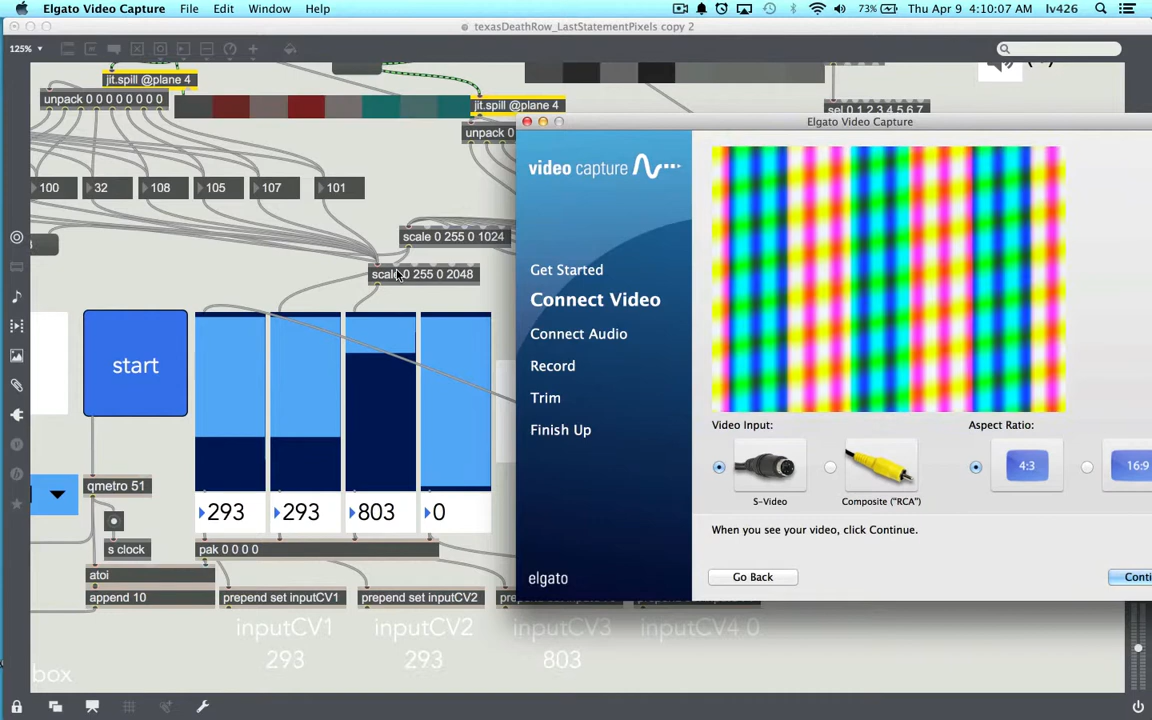 Elgato Video Capture File Edit Window Help 73% Thu Apr 9 4:10:07 AM lv426
texasDeathRow_LastStatementPixels copy 2
125%
jit.spill @plane 4
unpack 0 0 0 0 0 0 0 0
jit.spill @plane 4
sel 0 1 2 3 4 5 6 7
unpack 0
Elgato Video Capture
video capture
100 32 108 105 107 101
scale 0 255 0 1024
scale 0 255 0 2048
Get Started
Connect Video
Connect Audio
Record
Trim
Finish Up
start
Video Input:
Aspect Ratio:
4:3
16:9
S-Video
Composite ("RCA")
qmetro 51
293 293 803 0
When you see your video, click Continue.
s clock
pak 0 0 0 0
elgato
Go Back
Conti
atoi
append 10
prepend set inputCV1
prepend set inputCV2
inputCV1
inputCV2
inputCV3
inputCV4 0
293
293
803
box